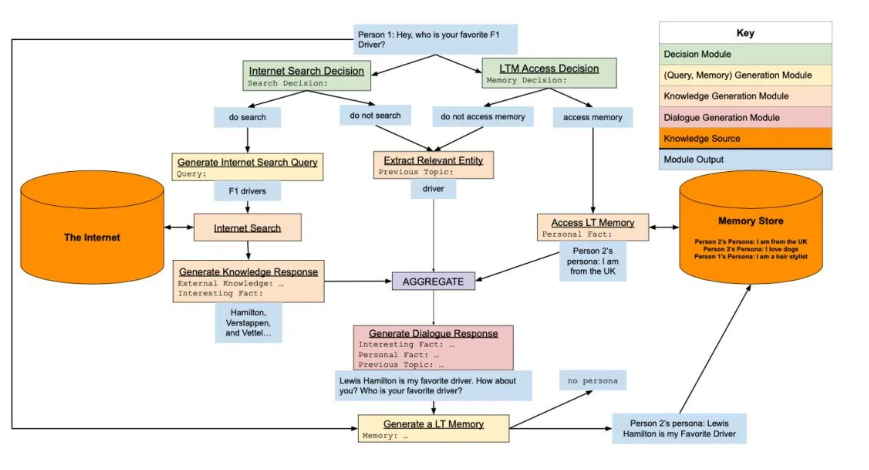 Person 1: Hey, who is your favorite F1
Driver?
Key
Decision Module
(Query, Memory) Generation Module
Knowledge Generation Module
Dialogue Generation Module
Knowledge Source
Module Output
Internet Search Decision
Search Decision:
LTM Access Decision
Memory Decision:
do search
do not search
do not access memory
access memory
Generate Internet Search Query
Query:
Extract Relevant Entity
Previous Topic:
F1 drivers
driver
The Internet
Internet Search
Access LT Memory
Personal Fact:
Memory Store
Person 2's Persona: I am from the UK
Person 2's Persona: I love dogs
Person 1's Persona: I am a hair stylist
Person 2's
persona: I am
from the UK
Generate Knowledge Response
External Knowledge: …
Interesting Fact:
AGGREGATE
Hamilton,
Verstappen,
and Vettel…
Generate Dialogue Response
Interesting Fact: …
Personal Fact: …
Previous Topic: …
Lewis Hamilton is my favorite driver. How about
you? Who is your favorite driver?
no persona
Generate a LT Memory
Memory: …
Person 2's persona: Lewis
Hamilton is my Favorite Driver